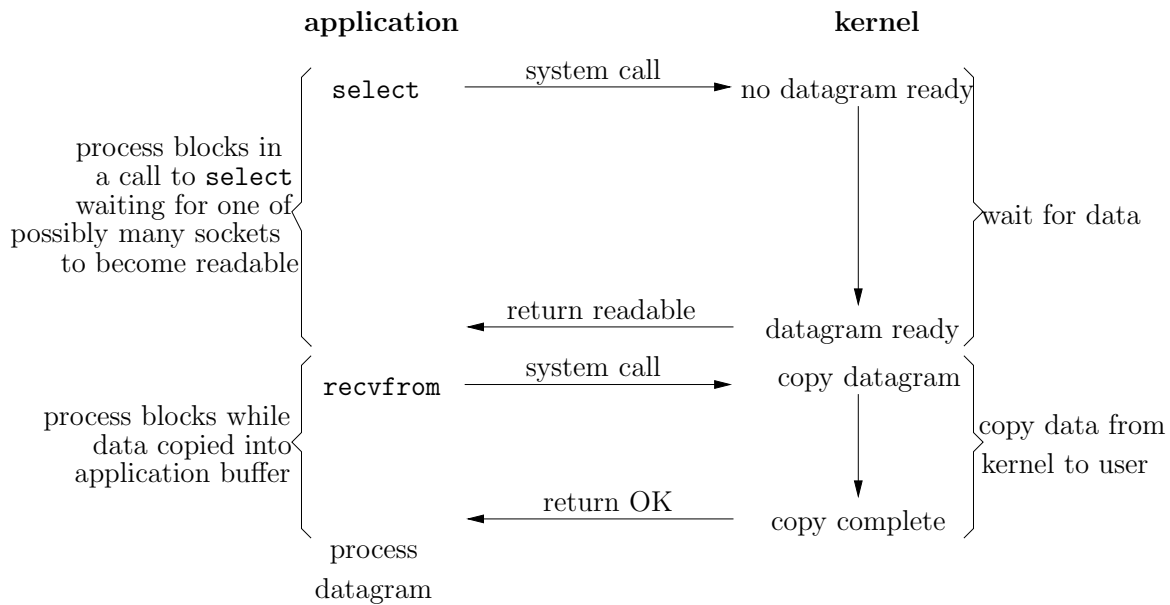 application
kernel
system call
select
no datagram ready
process blocks in
a call to select
waiting for one of
possibly many sockets
to become readable
wait for data
return readable
datagram ready
system call
recvfrom
copy datagram
process blocks while
data copied into
application buffer
copy data from
kernel to user
return OK
copy complete
process
datagram